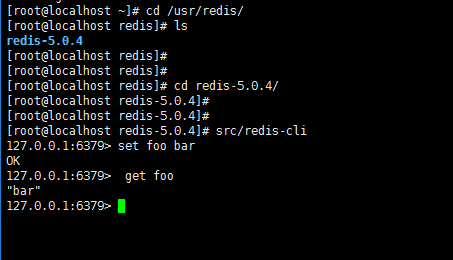 [root@localhost ~]# cd /usr/redis/
[root@localhost redis]# ls
redis-5.0.4
[root@localhost redis]#
[root@localhost redis]#
[root@localhost redis]# cd redis-5.0.4/
[root@localhost redis-5.0.4]#
[root@localhost redis-5.0.4]#
[root@localhost redis-5.0.4]# src/redis-cli
127.0.0.1:6379> set foo bar
OK
127.0.0.1:6379>  get foo
"bar"
127.0.0.1:6379>